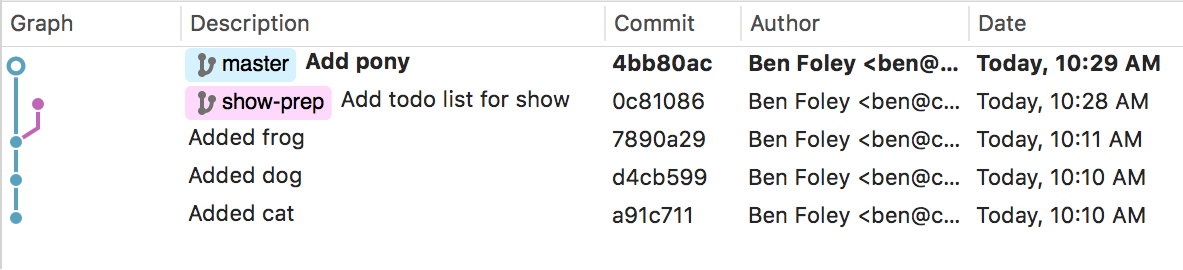 Graph Description Commit Author Date
master Add pony 4bb80ac Ben Foley <ben@... Today, 10:29 AM
show-prep Add todo list for show 0c81086 Ben Foley <ben@c... Today, 10:28 AM
Added frog 7890a29 Ben Foley <ben@c... Today, 10:11 AM
Added dog d4cb599 Ben Foley <ben@c... Today, 10:10 AM
Added cat a91c711 Ben Foley <ben@c... Today, 10:10 AM